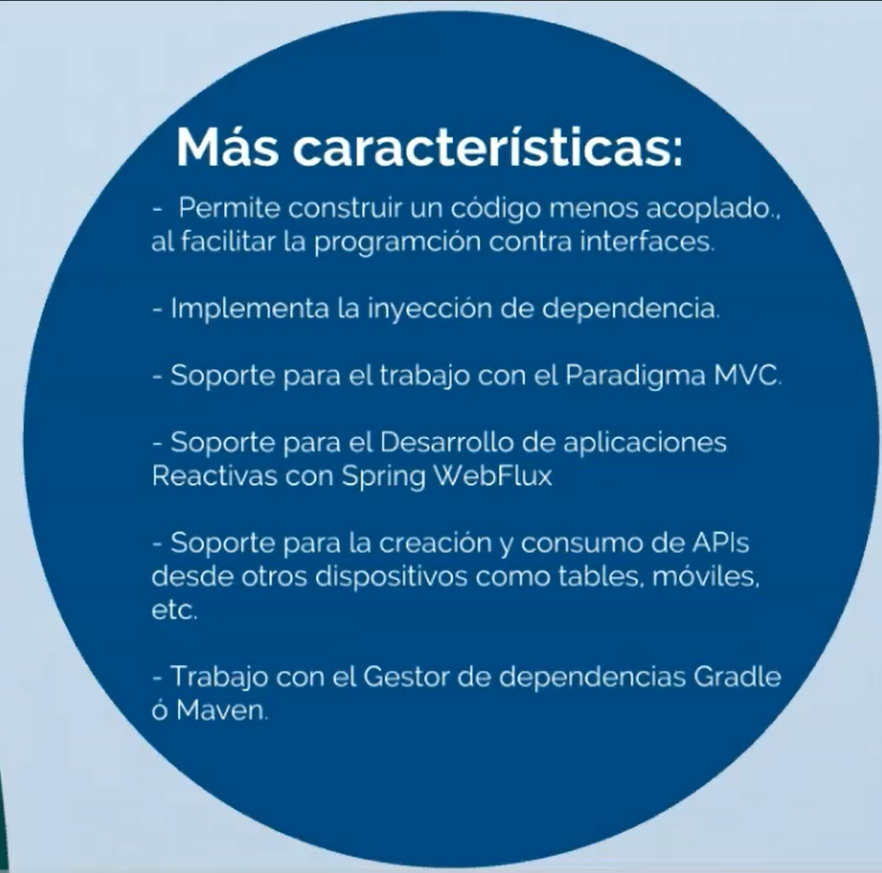 Más características:
- Permite construir un código menos acoplado.,
al facilitar la programción contra interfaces.
- Implementa la inyección de dependencia.
- Soporte para el trabajo con el Paradigma MVC.
- Soporte para el Desarrollo de aplicaciones
Reactivas con Spring WebFlux
- Soporte para la creación y consumo de APIs
desde otros dispositivos como tables, móviles,
etc.
- Trabajo con el Gestor de dependencias Gradle
ó Maven.